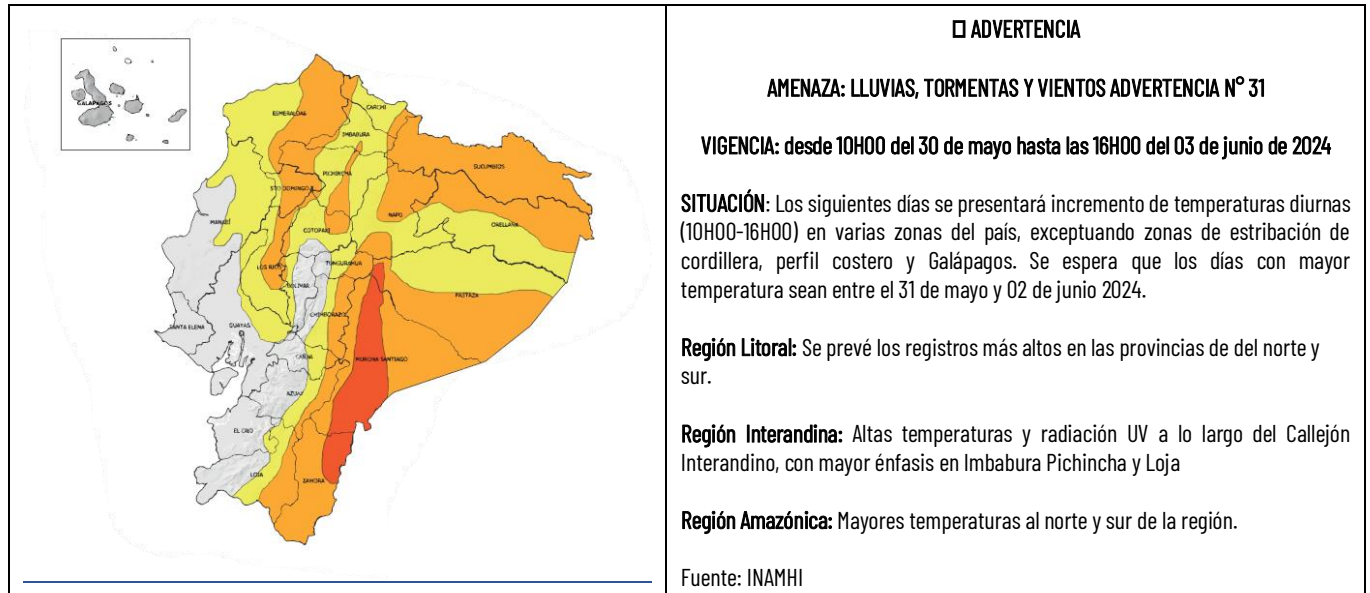 GALÁPAGOS
ESMERALDAS
CARCHI
IMBABURA
SUCUMBIOS
PICHINCHA
STO DOMINGO
MANABÍ
NAPO
ORELLANA
COTOPAXI
LOS RIOS
TUNGURAHUA
BOLIVAR
PASTAZA
CHIMBORAZO
SANTA ELENA
GUAYAS
MORONA SANTIAGO
CAÑAR
AZUAY
EL ORO
LOJA
ZAMORA
□ ADVERTENCIA
AMENAZA: LLUVIAS, TORMENTAS Y VIENTOS ADVERTENCIA N° 31
VIGENCIA: desde 10H00 del 30 de mayo hasta las 16H00 del 03 de junio de 2024
SITUACIÓN: Los siguientes días se presentará incremento de temperaturas diurnas
(10H00-16H00) en varias zonas del país, exceptuando zonas de estribación de
cordillera, perfil costero y Galápagos. Se espera que los días con mayor
temperatura sean entre el 31 de mayo y 02 de junio 2024.
Región Litoral: Se prevé los registros más altos en las provincias de del norte y
sur.
Región Interandina: Altas temperaturas y radiación UV a lo largo del Callejón
Interandino, con mayor énfasis en Imbabura Pichincha y Loja
Región Amazónica: Mayores temperaturas al norte y sur de la región.
Fuente: INAMHI